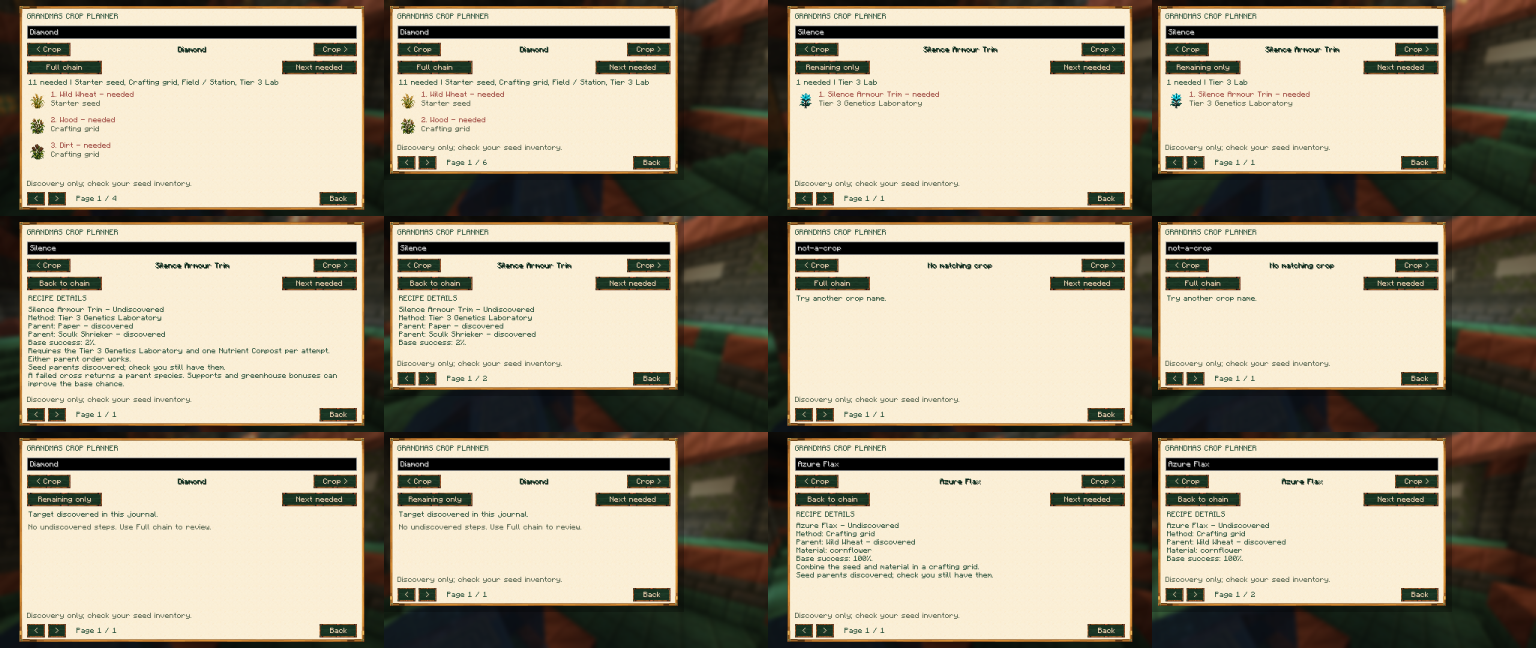 GRANDMAS CROP PLANNER
Diamond
< Crop
Diamond
Crop >
Full chain
Next needed
11 needed | Starter seed, Crafting grid, Field / Station, Tier 3 Lab
1. Wild Wheat - needed
Starter seed
2. Wood - needed
Crafting grid
3. Dirt - needed
Crafting grid
Discovery only; check your seed inventory.
< > Page 1 / 4
Back
GRANDMAS CROP PLANNER
Diamond
< Crop
Diamond
Crop >
Full chain
Next needed
11 needed | Starter seed, Crafting grid, Field / Station, Tier 3 Lab
1. Wild Wheat - needed
Starter seed
2. Wood - needed
Crafting grid
Discovery only; check your seed inventory.
< > Page 1 / 6
Back
GRANDMAS CROP PLANNER
Silence
< Crop
Silence Armour Trim
Crop >
Remaining only
Next needed
1 needed | Tier 3 Lab
1. Silence Armour Trim - needed
Tier 3 Genetics Laboratory
Discovery only; check your seed inventory.
< > Page 1 / 1
Back
GRANDMAS CROP PLANNER
Silence
< Crop
Silence Armour Trim
Crop >
Remaining only
Next needed
1 needed | Tier 3 Lab
1. Silence Armour Trim - needed
Tier 3 Genetics Laboratory
Discovery only; check your seed inventory.
< > Page 1 / 1
Back
GRANDMAS CROP PLANNER
Silence
< Crop
Silence Armour Trim
Crop >
Back to chain
Next needed
RECIPE DETAILS
Silence Armour Trim - Undiscovered
Method: Tier 3 Genetics Laboratory
Parent: Paper - discovered
Parent: Sculk Shrieker - discovered
Base success: 2%.
Requires the Tier 3 Genetics Laboratory and one Nutrient Compost per attempt.
Either parent order works.
Seed parents discovered; check you still have them.
A failed cross returns a parent species. Supports and greenhouse bonuses can
improve the base chance.
Discovery only; check your seed inventory.
< > Page 1 / 1
Back
GRANDMAS CROP PLANNER
Silence
< Crop
Silence Armour Trim
Crop >
Back to chain
Next needed
RECIPE DETAILS
Silence Armour Trim - Undiscovered
Method: Tier 3 Genetics Laboratory
Parent: Paper - discovered
Parent: Sculk Shrieker - discovered
Base success: 2%.
Discovery only; check your seed inventory.
< > Page 1 / 2
Back
GRANDMAS CROP PLANNER
not-a-crop
< Crop
No matching crop
Crop >
Full chain
Next needed
Try another crop name.
Discovery only; check your seed inventory.
< > Page 1 / 1
Back
GRANDMAS CROP PLANNER
not-a-crop
< Crop
No matching crop
Crop >
Full chain
Next needed
Try another crop name.
Discovery only; check your seed inventory.
< > Page 1 / 1
Back
GRANDMAS CROP PLANNER
Diamond
< Crop
Diamond
Crop >
Remaining only
Next needed
Target discovered in this journal.
No undiscovered steps. Use Full chain to review.
Discovery only; check your seed inventory.
< > Page 1 / 1
Back
GRANDMAS CROP PLANNER
Diamond
< Crop
Diamond
Crop >
Remaining only
Next needed
Target discovered in this journal.
No undiscovered steps. Use Full chain to review.
Discovery only; check your seed inventory.
< > Page 1 / 1
Back
GRANDMAS CROP PLANNER
Azure Flax
< Crop
Azure Flax
Crop >
Back to chain
Next needed
RECIPE DETAILS
Azure Flax - Undiscovered
Method: Crafting grid
Parent: Wild Wheat - discovered
Material: cornflower
Base success: 100%.
Combine the seed and material in a crafting grid.
Seed parents discovered; check you still have them.
Discovery only; check your seed inventory.
< > Page 1 / 1
Back
GRANDMAS CROP PLANNER
Azure Flax
< Crop
Azure Flax
Crop >
Back to chain
Next needed
RECIPE DETAILS
Azure Flax - Undiscovered
Method: Crafting grid
Parent: Wild Wheat - discovered
Material: cornflower
Base success: 100%.
Discovery only; check your seed inventory.
< > Page 1 / 2
Back